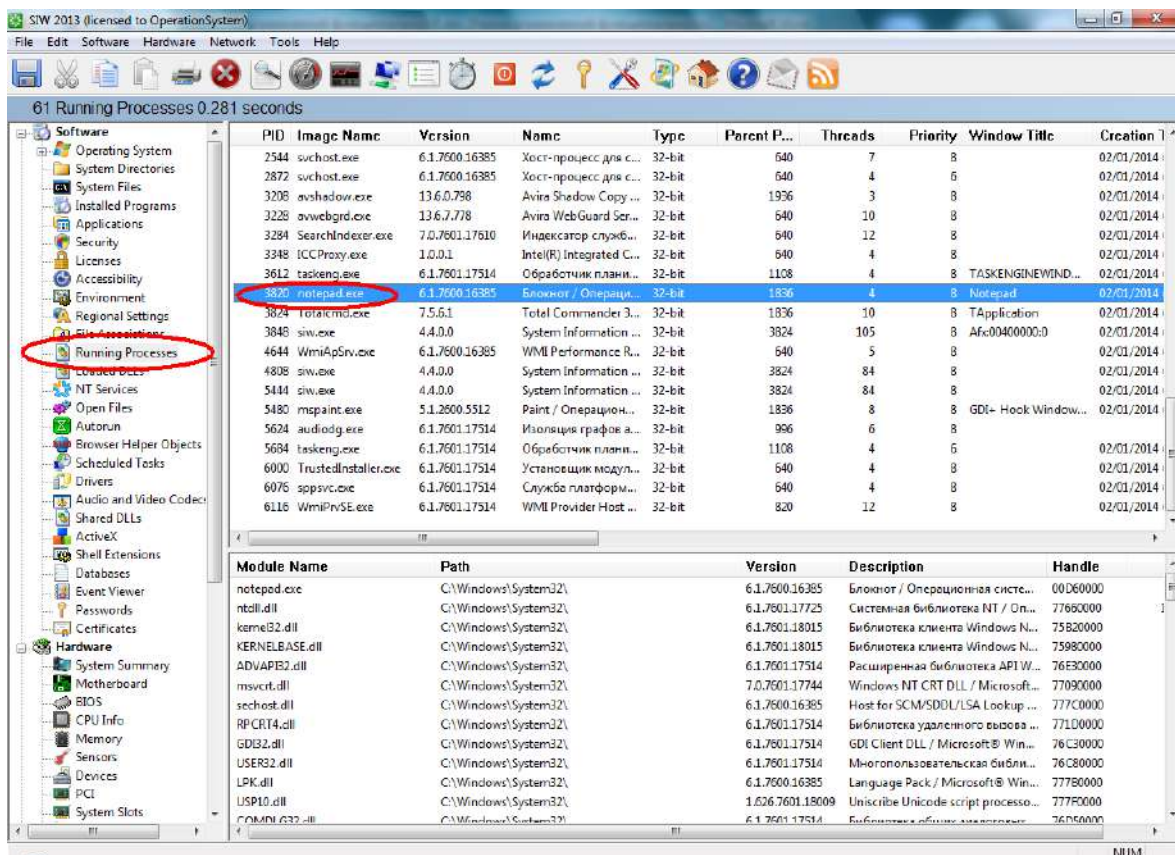 SIW 2013 (licensed to OperationSystem)
File Edit Software Hardware Network Tools Help
61 Running Processes 0.281 seconds
Software
Operating System
System Directories
System Files
Installed Programs
Applications
Security
Licenses
Accessibility
Environment
Regional Settings
File Associations
Running Processes
Loaded DLLs
NT Services
Open Files
Autorun
Browser Helper Objects
Scheduled Tasks
Drivers
Audio and Video Codecs
Shared DLLs
ActiveX
Shell Extensions
Databases
Event Viewer
Passwords
Certificates
Hardware
System Summary
Motherboard
BIOS
CPU Info
Memory
Sensors
Devices
PCI
System Slots
PID Image Name Version Name Type Parent P... Threads Priority Window Title Creation T
2544 svchost.exe 6.1.7600.16385 Хост-процесс для с... 32-bit 640 7 8 02/01/2014
2872 svchost.exe 6.1.7600.16385 Хост-процесс для с... 32-bit 640 4 6 02/01/2014
3208 avshadow.exe 13.6.0.798 Avira Shadow Copy ... 32-bit 1936 3 8 02/01/2014
3228 avwebgrd.exe 13.6.7.778 Avira WebGuard Ser... 32-bit 640 10 8 02/01/2014
3284 SearchIndexer.exe 7.0.7601.17610 Индексатор служб... 32-bit 640 12 8 02/01/2014
3348 ICCProxy.exe 1.0.0.1 Intel(R) Integrated C... 32-bit 640 4 8 02/01/2014
3612 taskeng.exe 6.1.7601.17514 Обработчик плани... 32-bit 1108 4 8 TASKENGINEWIND... 02/01/2014
3820 notepad.exe 6.1.7600.16385 Блокнот / Операци... 32-bit 1836 4 8 Notepad 02/01/2014
3824 Totalcmd.exe 7.5.6.1 Total Commander 3... 32-bit 1836 10 8 TApplication 02/01/2014
3848 siw.exe 4.4.0.0 System Information ... 32-bit 3824 105 8 Afx:00400000:0 02/01/2014
4644 WmiApSrv.exe 6.1.7600.16385 WMI Performance R... 32-bit 640 5 8 02/01/2014
4808 siw.exe 4.4.0.0 System Information ... 32-bit 3824 84 8 02/01/2014
5444 siw.exe 4.4.0.0 System Information ... 32-bit 3824 84 8 02/01/2014
5480 mspaint.exe 5.1.2600.5512 Paint / Операцион... 32-bit 1836 8 8 GDI+ Hook Window... 02/01/2014
5624 audiodg.exe 6.1.7601.17514 Изоляция графов а... 32-bit 996 6 8
5684 taskeng.exe 6.1.7601.17514 Обработчик плани... 32-bit 1108 4 6 02/01/2014
6000 TrustedInstaller.exe 6.1.7601.17514 Установщик модул... 32-bit 640 4 8 02/01/2014
6076 sppsvc.exe 6.1.7601.17514 Служба платформ... 32-bit 640 4 8 02/01/2014
6116 WmiPrvSE.exe 6.1.7601.17514 WMI Provider Host ... 32-bit 820 12 8 02/01/2014
Module Name Path Version Description Handle
notepad.exe C:\Windows\System32\ 6.1.7600.16385 Блокнот / Операционная систе... 00D60000
ntdll.dll C:\Windows\System32\ 6.1.7601.17725 Системная библиотека NT / Оп... 77660000
kernel32.dll C:\Windows\System32\ 6.1.7601.18015 Библиотека клиента Windows N... 75B20000
KERNELBASE.dll C:\Windows\System32\ 6.1.7601.18015 Библиотека клиента Windows N... 75980000
ADVAPI32.dll C:\Windows\System32\ 6.1.7601.17514 Расширенная библиотека API W... 76E30000
msvcrt.dll C:\Windows\System32\ 7.0.7601.17744 Windows NT CRT DLL / Microsoft... 77090000
sechost.dll C:\Windows\System32\ 6.1.7600.16385 Host for SCM/SDDL/LSA Lookup ... 777C0000
RPCRT4.dll C:\Windows\System32\ 6.1.7601.17514 Библиотека удаленного вызова ... 771D0000
GDI32.dll C:\Windows\System32\ 6.1.7601.17514 GDI Client DLL / Microsoft® Win... 76C30000
USER32.dll C:\Windows\System32\ 6.1.7601.17514 Многопользовательская библи... 76C80000
LPK.dll C:\Windows\System32\ 6.1.7600.16385 Language Pack / Microsoft® Win... 777B0000
USP10.dll C:\Windows\System32\ 1.626.7601.18009 Uniscribe Unicode script processo... 777F0000
COMDLG32.dll C:\Windows\System32\ 6.1.7601.17514 Библиотека общих диалоговых 76D50000
NUM